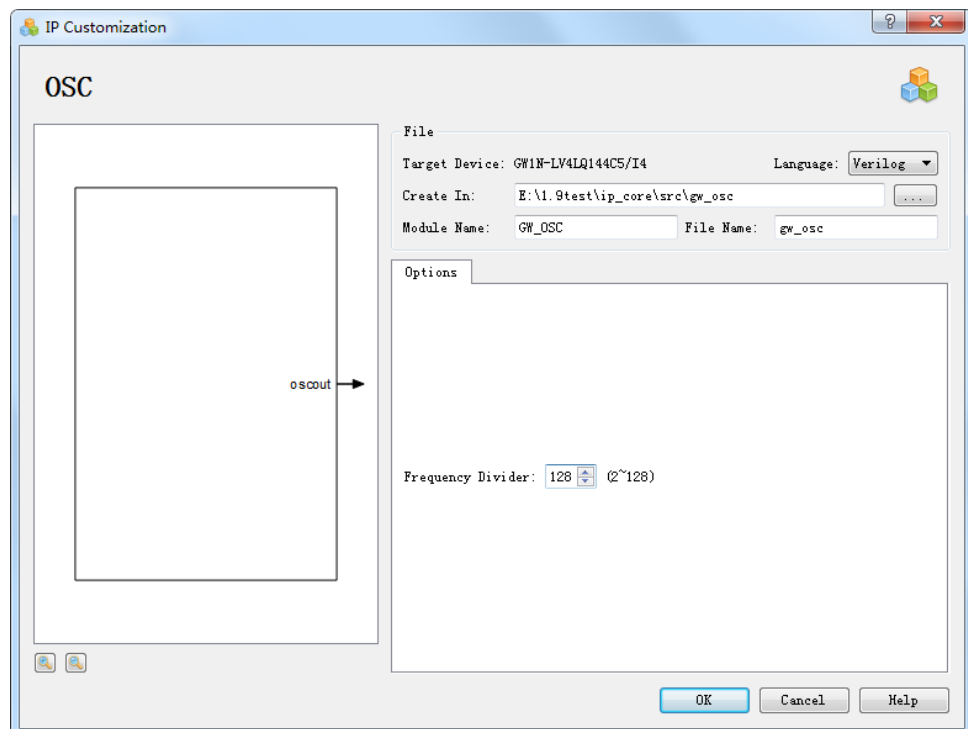 IP Customization
OSC
File
Target Device: GW1N-LV4LQ144C5/I4 Language: Verilog
Create In: E:\1.9test\ip_core\src\gw_osc ...
Module Name: GW_OSC File Name: gw_osc
Options
oscout
Frequency Divider: 128 (2~128)
OK Cancel Help